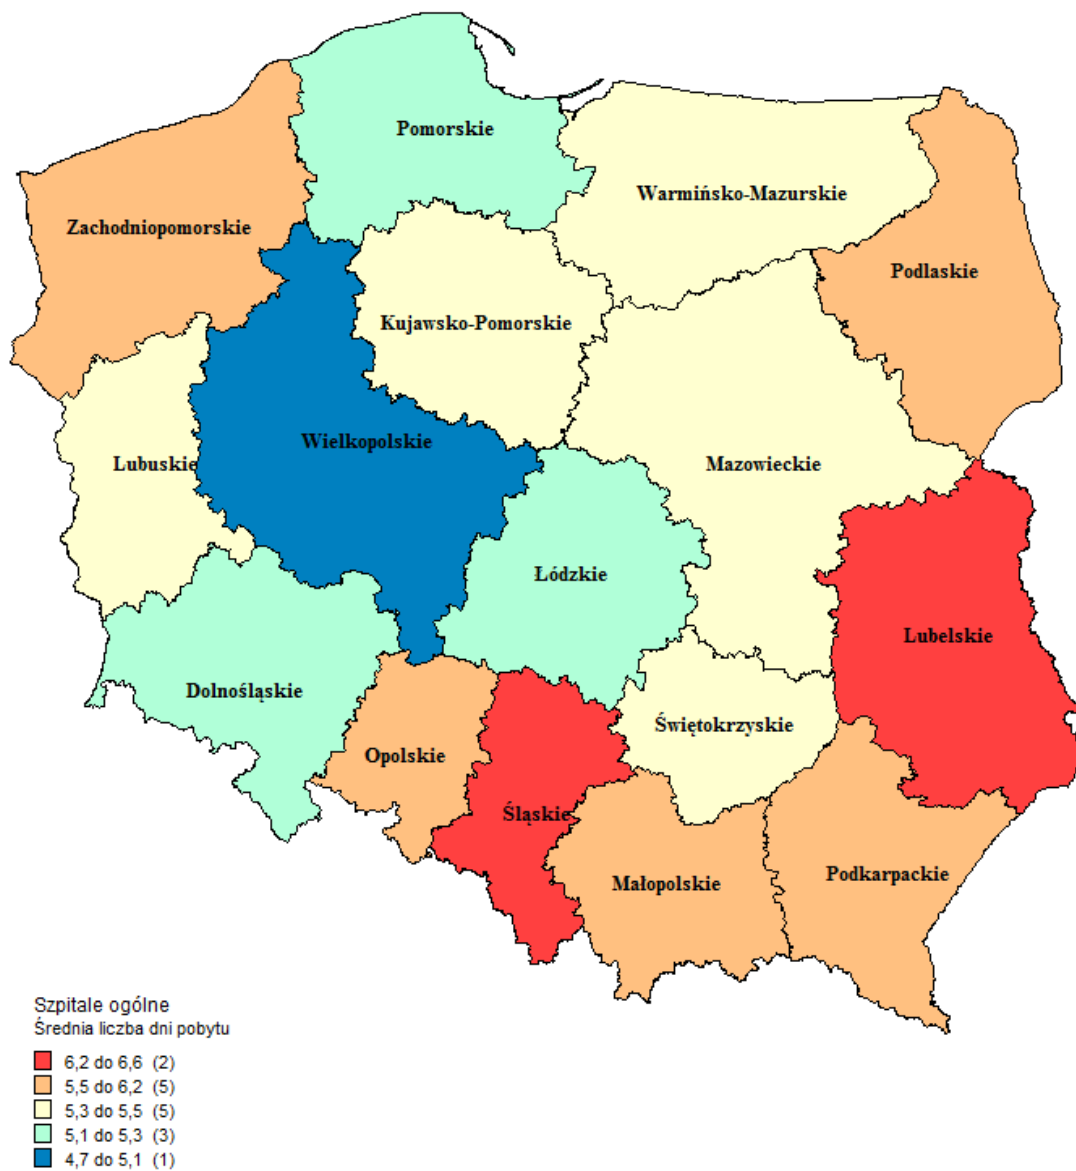 Pomorskie
Warmińsko-Mazurskie
Zachodniopomorskie
Podlaskie
Kujawsko-Pomorskie
Wielkopolskie
Lubuskie
Mazowieckie
Łódzkie
Lubelskie
Dolnośląskie
Świętokrzyskie
Opolskie
Śląskie
Podkarpackie
Małopolskie
Szpitale ogólne
Średnia liczba dni pobytu
6,2 do 6,6 (2)
5,5 do 6,2 (5)
5,3 do 5,5 (5)
5,1 do 5,3 (3)
4,7 do 5,1 (1)